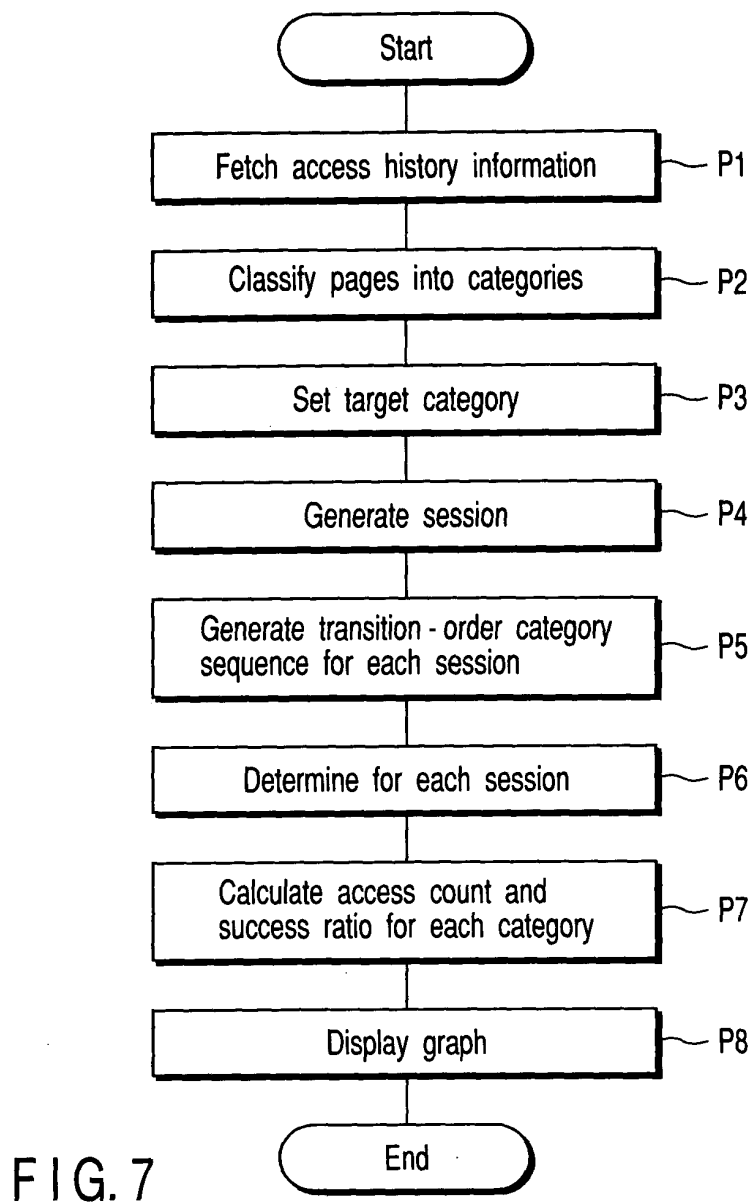 Start
Fetch access history information
P1
Classify pages into categories
P2
Set target category
P3
Generate session
P4
Generate transition-order category
sequence for each session
P5
Determine for each session
P6
Calculate access count and
success ratio for each category
P7
Display graph
P8
End
FIG. 7